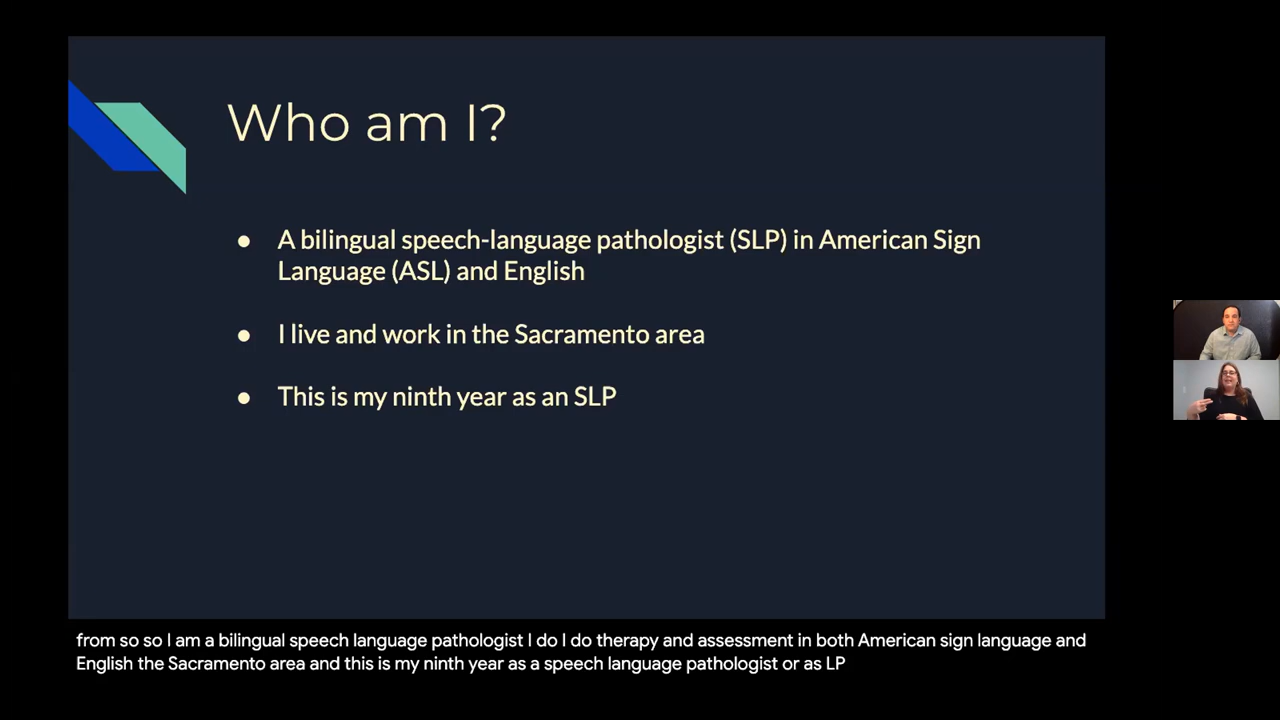 Who am I?
● A bilingual speech-language pathologist (SLP) in American Sign
Language (ASL) and English
● I live and work in the Sacramento area
● This is my ninth year as an SLP
from so so I am a bilingual speech language pathologist I do I do therapy and assessment in both American sign language and
English the Sacramento area and this is my ninth year as a speech language pathologist or as LP